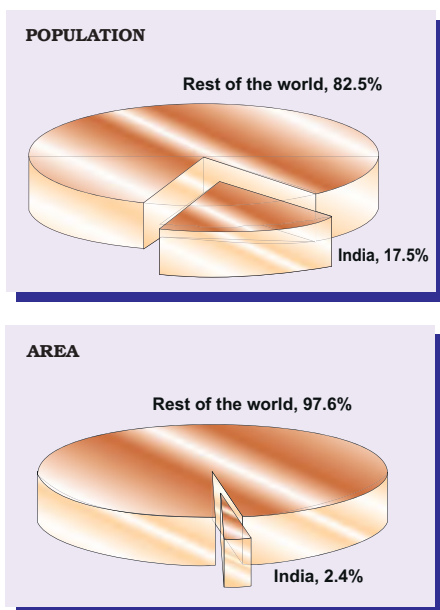 POPULATION
Rest of the world, 82.5%
India, 17.5%
AREA
Rest of the world, 97.6%
India, 2.4%